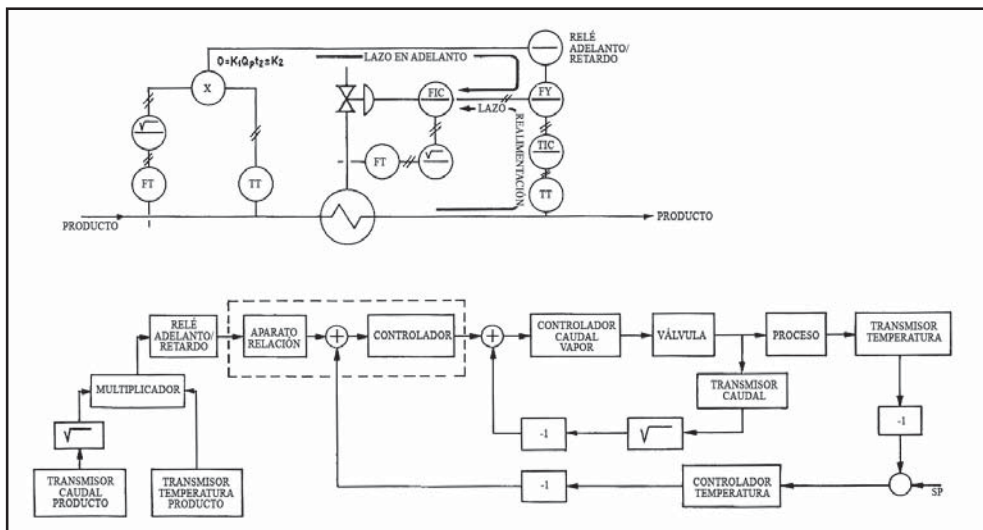 RELÉ
ADELANTO/
RETARDO
O=K₁Qₚt₂±K₂
LAZO EN ADELANTO
X
FIC
FY
LAZO
√
TIC
REALIMENTACIÓN
FT
√
FT
TT
TT
PRODUCTO
PRODUCTO
RELÉ
ADELANTO/
RETARDO
APARATO
RELACIÓN
+
CONTROLADOR
+
CONTROLADOR
CAUDAL
VAPOR
VÁLVULA
PROCESO
TRANSMISOR
TEMPERATURA
MULTIPLICADOR
TRANSMISOR
CAUDAL
√
-1
√
-1
TRANSMISOR
CAUDAL
PRODUCTO
TRANSMISOR
TEMPERATURA
PRODUCTO
-1
CONTROLADOR
TEMPERATURA
SP